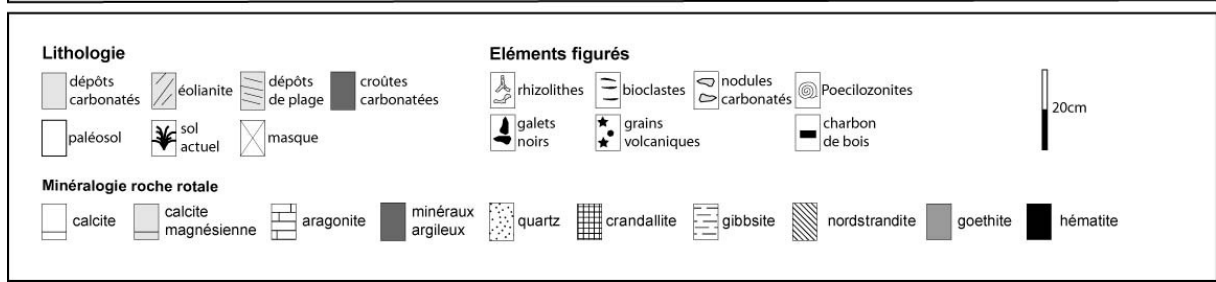 Lithologie
dépôts carbonatés
éolianite
dépôts de plage
croûtes carbonatées
paléosol
sol actuel
masque
Eléments figurés
rhizolithes
bioclastes
nodules carbonatés
Poecilozonites
galets noirs
grains volcaniques
charbon de bois
20cm
Minéralogie roche rotale
calcite
calcite magnésienne
aragonite
minéraux argileux
quartz
crandallite
gibbsite
nordstrandite
goethite
hématite